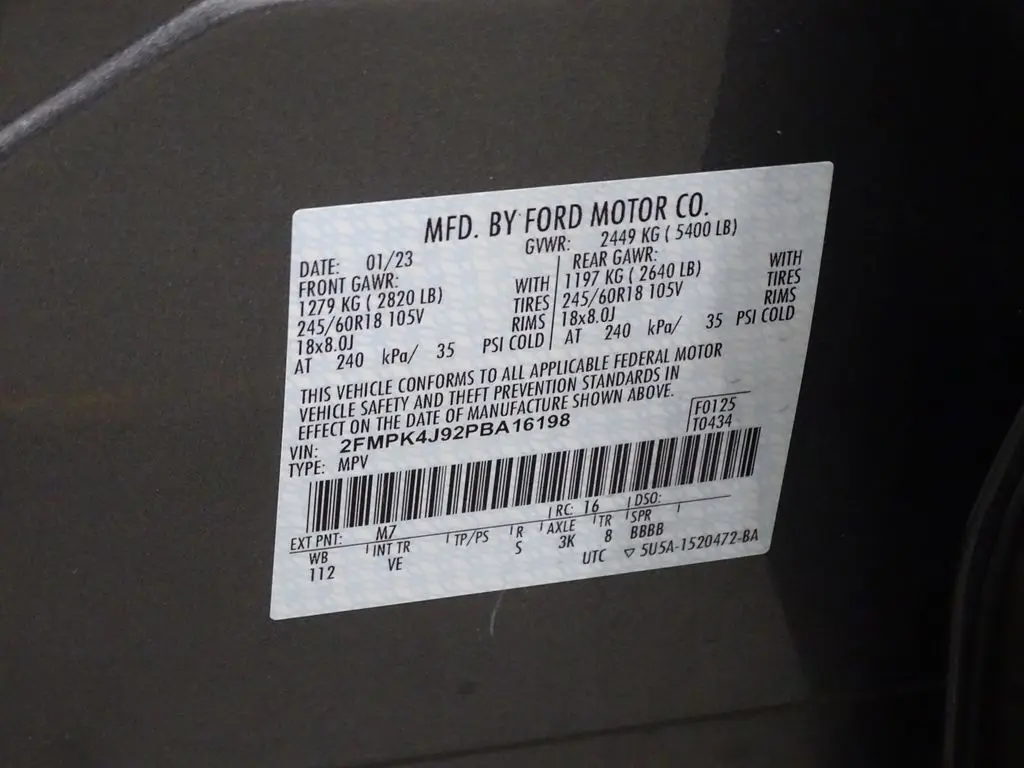 MFD. BY FORD MOTOR CO.
DATE: 01/23 GVWR: 2449 KG ( 5400 LB)
FRONT GAWR: REAR GAWR:
1279 KG ( 2820 LB) WITH 1197 KG ( 2640 LB) WITH
245/60R18 105V TIRES 245/60R18 105V TIRES
18x8.0J RIMS 18x8.0J RIMS
AT 240 kPa/ 35 PSI COLD AT 240 kPa/ 35 PSI COLD
THIS VEHICLE CONFORMS TO ALL APPLICABLE FEDERAL MOTOR
VEHICLE SAFETY AND THEFT PREVENTION STANDARDS IN
EFFECT ON THE DATE OF MANUFACTURE SHOWN ABOVE.
F0125
VIN: 2FMPK4J92PBA16198 T0434
TYPE: MPV
EXT PNT: M7 RC: 16 DSO:
WB INT TR TP/PS R AXLE TR SPR
112 VE S 3K 8 BBBB
UTC ▽ 5U5A-1520472-BA